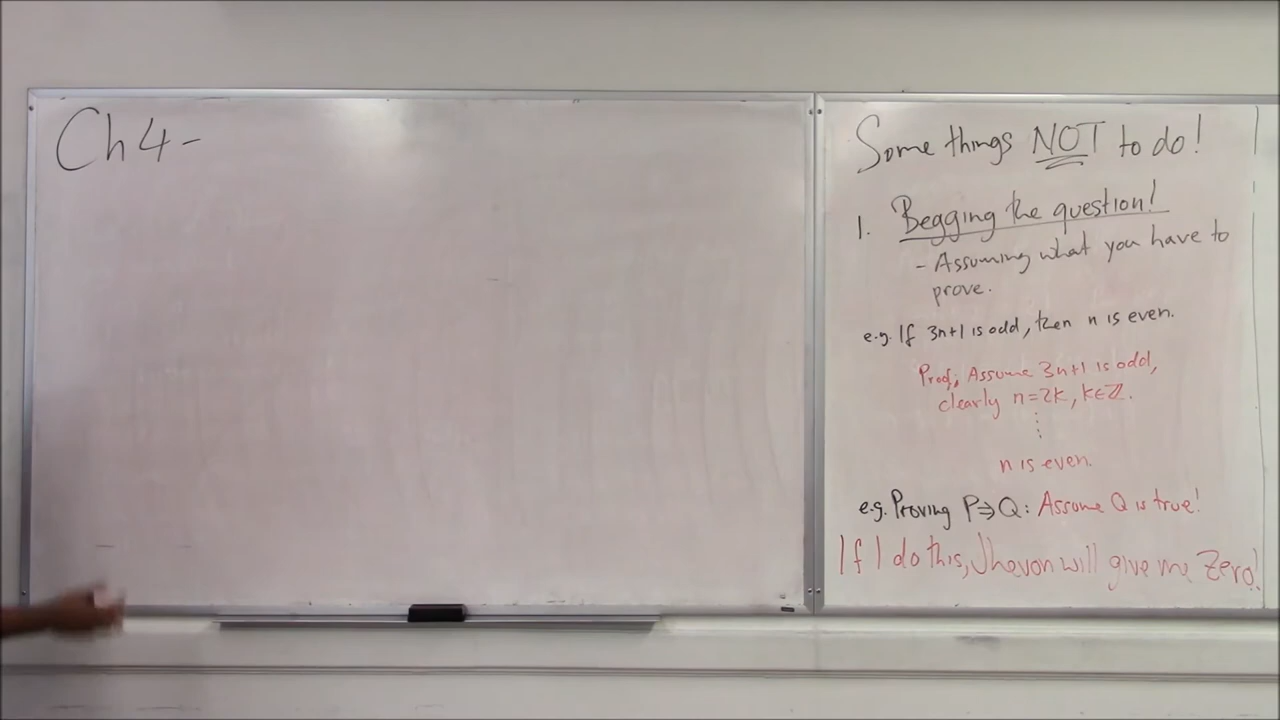 Ch 4-
Some things NOT to do!
1. Begging the question!
- Assuming what you have to
prove.
e.g. If 3n+1 is odd, then n is even.
Proof: Assume 3n+1 is odd,
clearly n=2k, k∈ℤ.
⋮
n is even.
e.g. Proving P⇒Q: Assume Q is true!
If I do this, Jhevon will give me Zero!